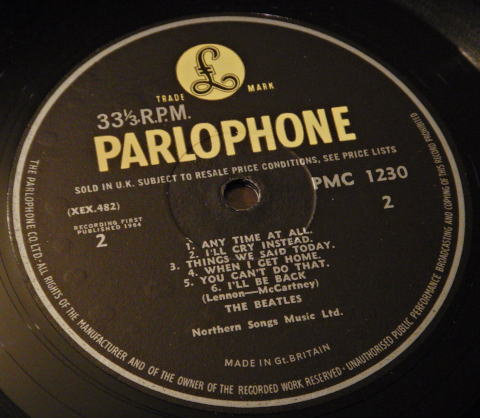 £
TRADE MARK
33⅓·R.P.M.
PARLOPHONE
SOLD IN U.K. SUBJECT TO RESALE PRICE CONDITIONS, SEE PRICE LISTS
(XEX.482)
PMC 1230
RECORDING FIRST
PUBLISHED 1964
2
2
1. ANY TIME AT ALL.
2. I'LL CRY INSTEAD.
3. THINGS WE SAID TODAY.
4. WHEN I GET HOME.
5. YOU CAN'T DO THAT.
6. I'LL BE BACK
(Lennon—McCartney)
THE BEATLES
Northern Songs Music Ltd.
MADE IN Gt.BRITAIN
THE PARLOPHONE CO.LTD·ALL RIGHTS OF THE MANUFACTURER AND OF THE OWNER OF THE RECORDED WORK RESERVED·UNAUTHORISED PUBLIC PERFORMANCE BROADCASTING AND COPYING OF THIS RECORD PROHIBITED